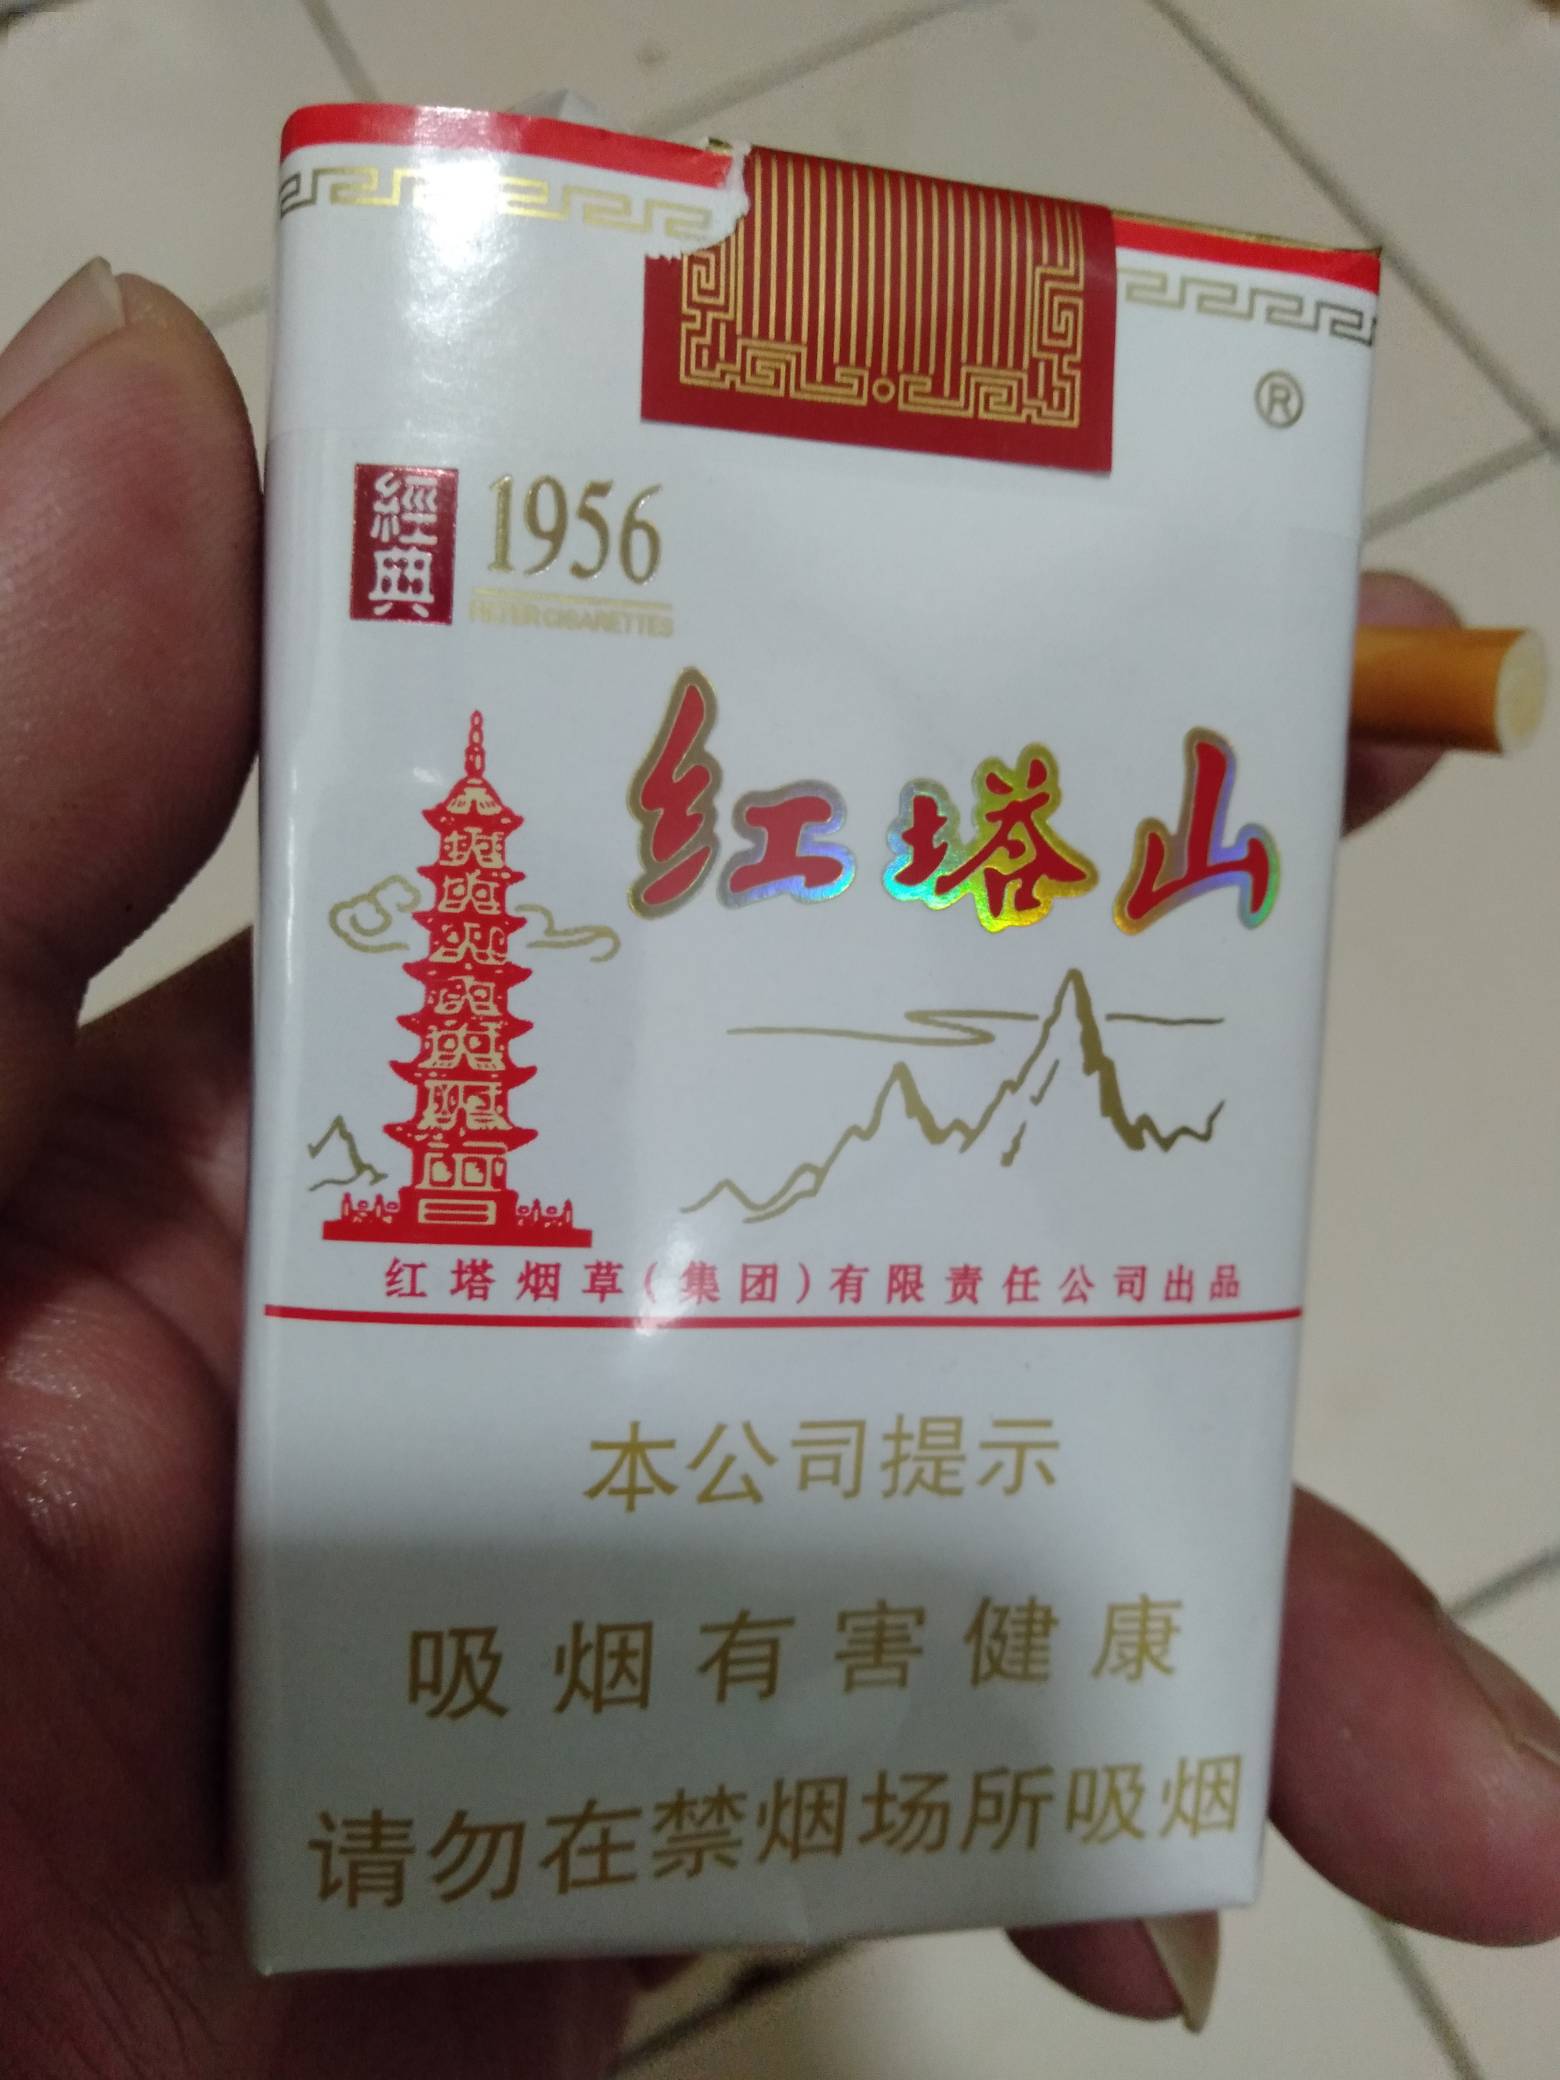 ®
經典
1956
FILTER CIGARETTES
红塔山
红塔烟草(集团)有限责任公司出品
本公司提示
吸烟有害健康
请勿在禁烟场所吸烟